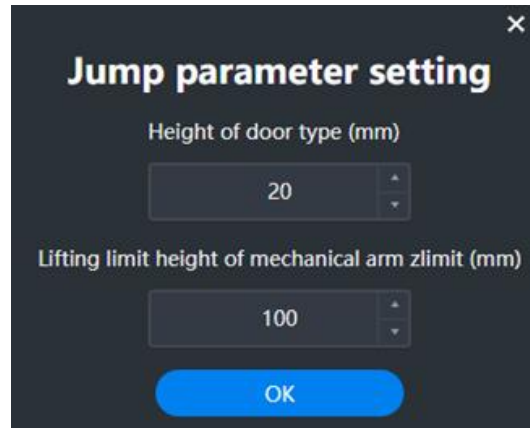 Jump parameter setting
Height of door type (mm)
20
Lifting limit height of mechanical arm zlimit (mm)
100
OK